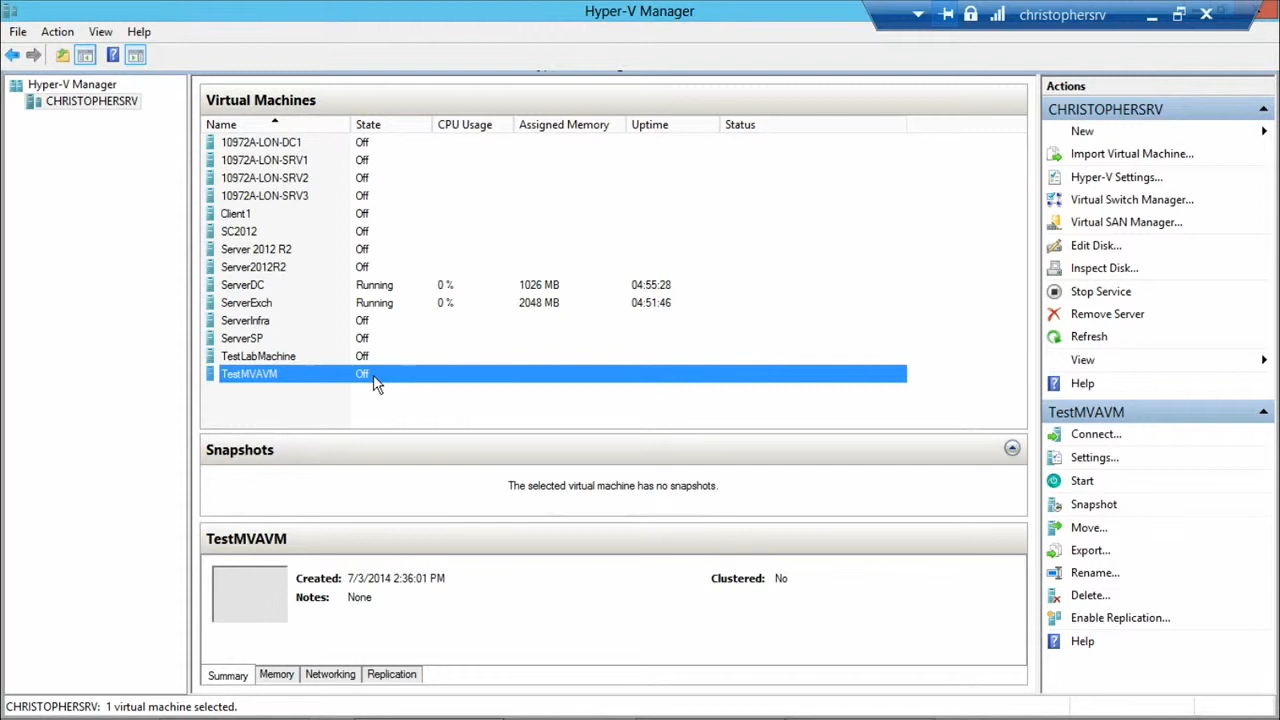 Hyper-V Manager
christophersrv
File Action View Help
Hyper-V Manager
CHRISTOPHERSRV
Virtual Machines
Name State CPU Usage Assigned Memory Uptime Status
10972A-LON-DC1 Off
10972A-LON-SRV1 Off
10972A-LON-SRV2 Off
10972A-LON-SRV3 Off
Client1 Off
SC2012 Off
Server 2012 R2 Off
Server2012R2 Off
ServerDC Running 0 % 1026 MB 04:55:28
ServerExch Running 0 % 2048 MB 04:51:46
ServerInfra Off
ServerSP Off
TestLabMachine Off
TestMVAVM Off
Snapshots
The selected virtual machine has no snapshots.
TestMVAVM
Created: 7/3/2014 2:36:01 PM Clustered: No
Notes: None
Summary Memory Networking Replication
Actions
CHRISTOPHERSRV
New
Import Virtual Machine...
Hyper-V Settings...
Virtual Switch Manager...
Virtual SAN Manager...
Edit Disk...
Inspect Disk...
Stop Service
Remove Server
Refresh
View
Help
TestMVAVM
Connect...
Settings...
Start
Snapshot
Move...
Export...
Rename...
Delete...
Enable Replication...
Help
CHRISTOPHERSRV: 1 virtual machine selected.